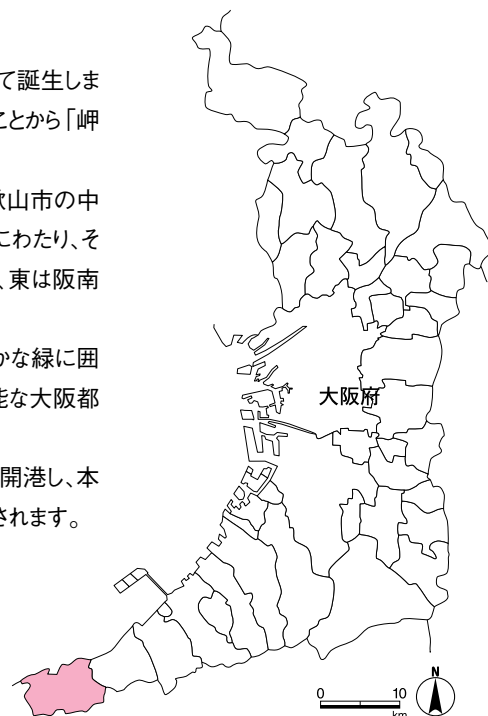 て誕生しま
ことから「岬
歌山市の中
にわたり、そ
、東は阪南
かな緑に囲
能な大阪都
開港し、本
されます。
大阪府
N
0 10
km